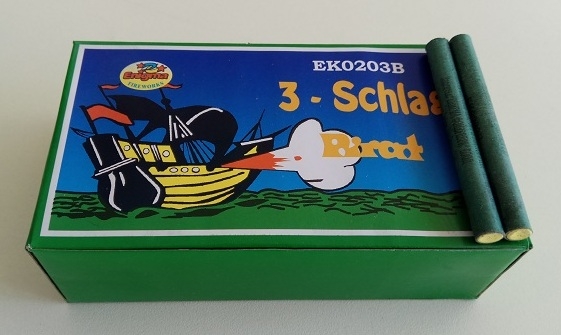 Enigma
FIREWORKS
EK0203B
3 - Schlag
Pirat